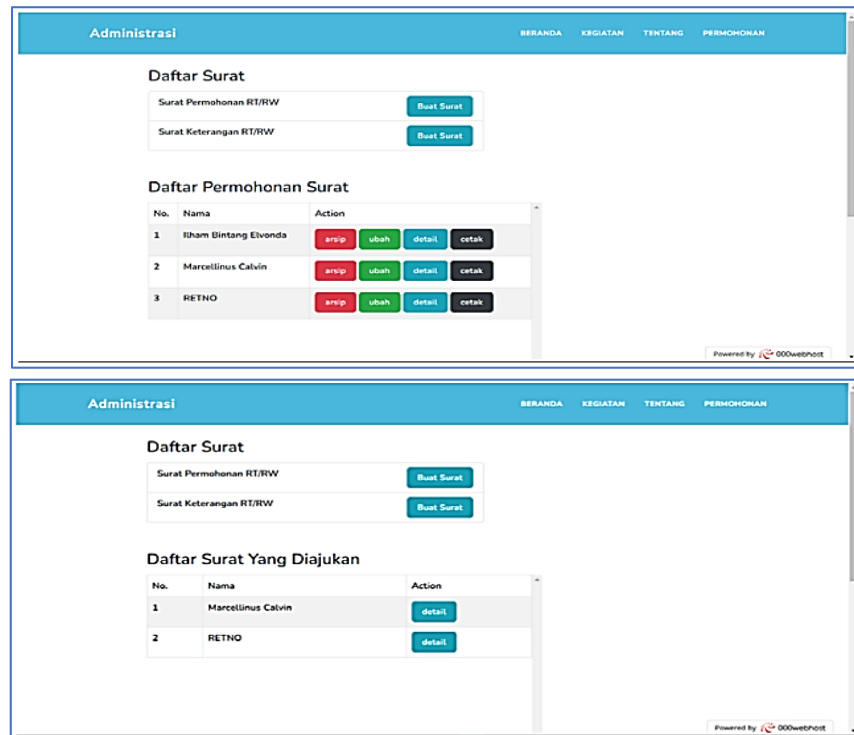 Administrasi BERANDA KEGIATAN TENTANG PERMOHONAN
Daftar Surat
Surat Permohonan RT/RW Buat Surat
Surat Keterangan RT/RW Buat Surat
Daftar Permohonan Surat
No. Nama Action
1 Ilham Bintang Elvonda arsip ubah detail cetak
2 Marcellinus Calvin arsip ubah detail cetak
3 RETNO arsip ubah detail cetak
Powered by 000webhost
Administrasi BERANDA KEGIATAN TENTANG PERMOHONAN
Daftar Surat
Surat Permohonan RT/RW Buat Surat
Surat Keterangan RT/RW Buat Surat
Daftar Surat Yang Diajukan
No. Nama Action
1 Marcellinus Calvin detail
2 RETNO detail
Powered by 000webhost